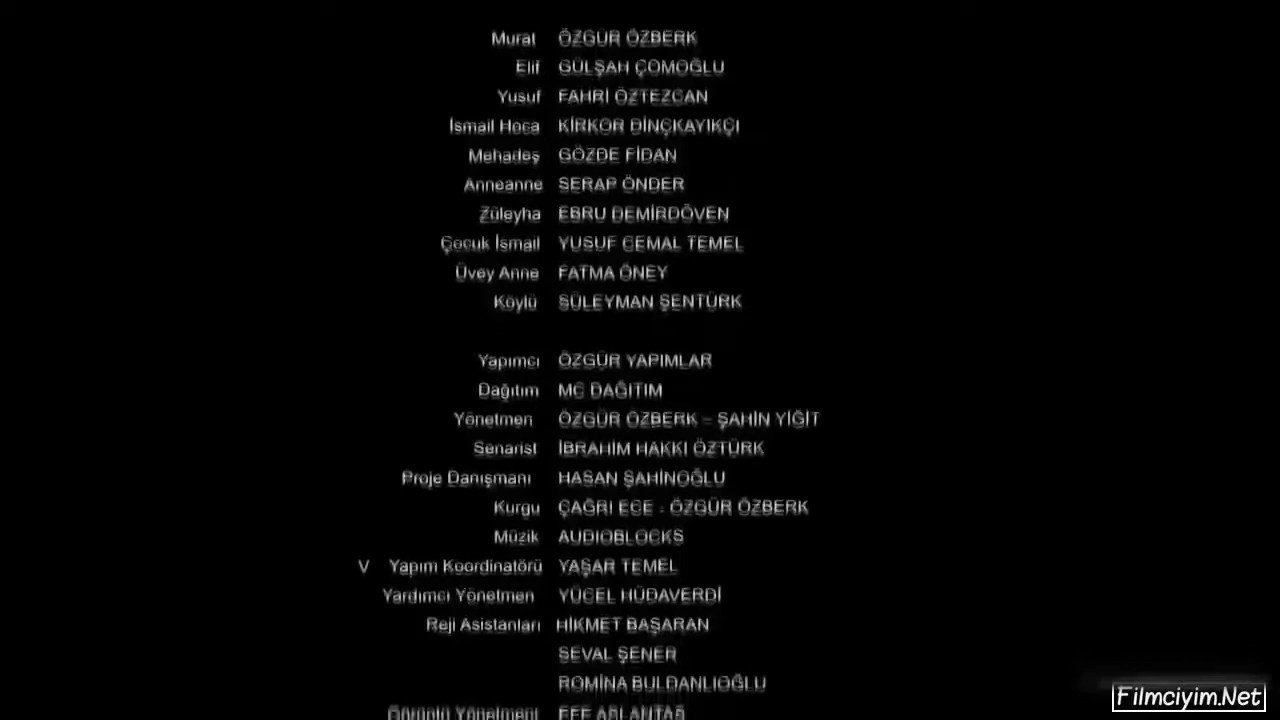 Murat ÖZGÜR ÖZBERK
Elif GÜLŞAH ÇOMOĞLU
Yusuf FAHRİ ÖZTEZCAN
İsmail Hoca KİRKOR DİNÇKAYIKÇI
Mehadeş GÖZDE FİDAN
Anneanne SERAP ÖNDER
Züleyha EBRU DEMİRDÖVEN
Çocuk İsmail YUSUF CEMAL TEMEL
Üvey Anne FATMA ÖNEY
Köylü SÜLEYMAN ŞENTÜRK
Yapımcı ÖZGÜR YAPIMLAR
Dağıtım MC DAĞITIM
Yönetmen ÖZGÜR ÖZBERK – ŞAHİN YİĞİT
Senarist İBRAHİM HAKKI ÖZTÜRK
Proje Danışmanı HASAN ŞAHİNOĞLU
Kurgu ÇAĞRI ECE - ÖZGÜR ÖZBERK
Müzik AUDIOBLOCKS
V Yapım Koordinatörü YAŞAR TEMEL
Yardımcı Yönetmen YÜCEL HÜDAVERDİ
Reji Asistanları HİKMET BAŞARAN
SEVAL ŞENER
ROMİNA BULDANLIOĞLU
Görüntü Yönetmeni EFE
Filmciyim.Net